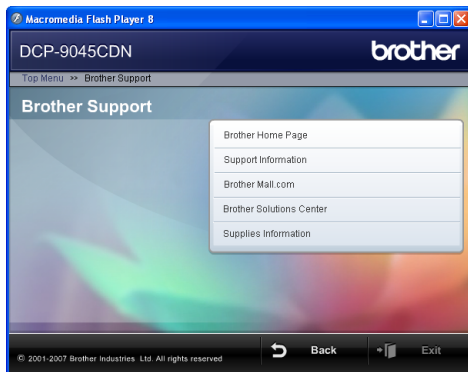 Macromedia Flash Player 8
DCP-9045CDN
brother
Top Menu >> Brother Support
Brother Support
Brother Home Page
Support Information
Brother Mall.com
Brother Solutions Center
Supplies Information
© 2001-2007 Brother Industries Ltd. All rights reserved
Back
Exit